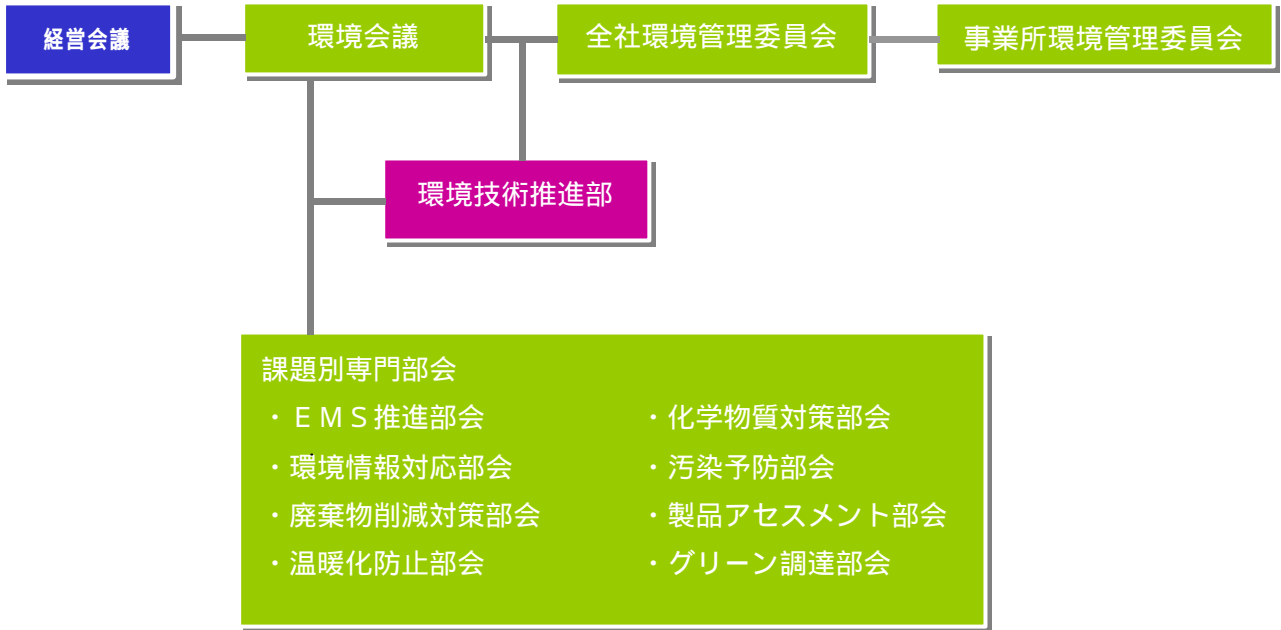 経営会議
環境会議
全社環境管理委員会
事業所環境管理委員会
環境技術推進部
課題別専門部会
・ＥＭＳ推進部会
・化学物質対策部会
・環境情報対応部会
・汚染予防部会
・廃棄物削減対策部会
・製品アセスメント部会
・温暖化防止部会
・グリーン調達部会